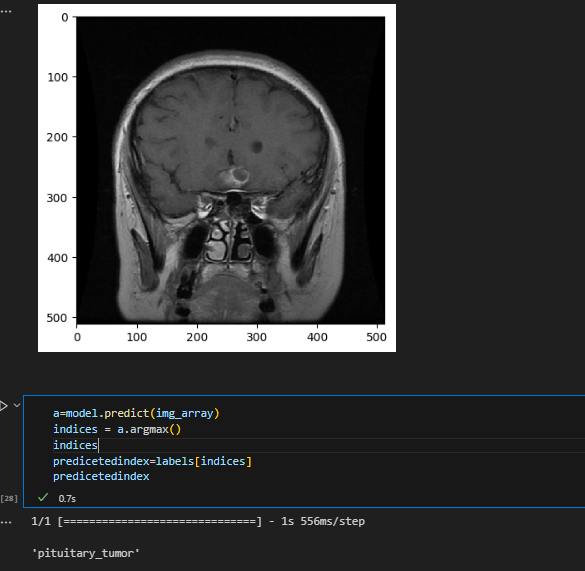 0
100
200
300
400
500
0 100 200 300 400 500
a=model.predict(img_array)
indices = a.argmax()
indices
predicetedindex=labels[indices]
predicetedindex
[28] ✓ 0.7s
... 1/1 [==============================] - 1s 556ms/step
'pituitary_tumor'